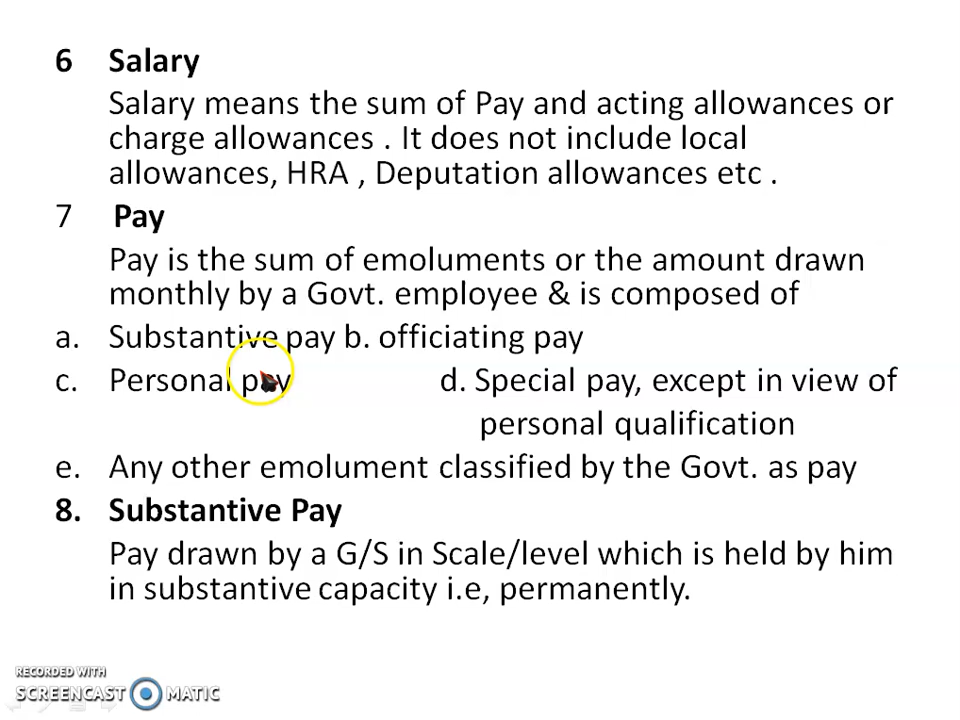 6 Salary
Salary means the sum of Pay and acting allowances or
charge allowances . It does not include local
allowances, HRA , Deputation allowances etc .
7 Pay
Pay is the sum of emoluments or the amount drawn
monthly by a Govt. employee & is composed of
a. Substantive pay b. officiating pay
c. Personal pay d. Special pay, except in view of
personal qualification
e. Any other emolument classified by the Govt. as pay
8. Substantive Pay
Pay drawn by a G/S in Scale/level which is held by him
in substantive capacity i.e, permanently.
RECORDED WITH
SCREENCAST MATIC